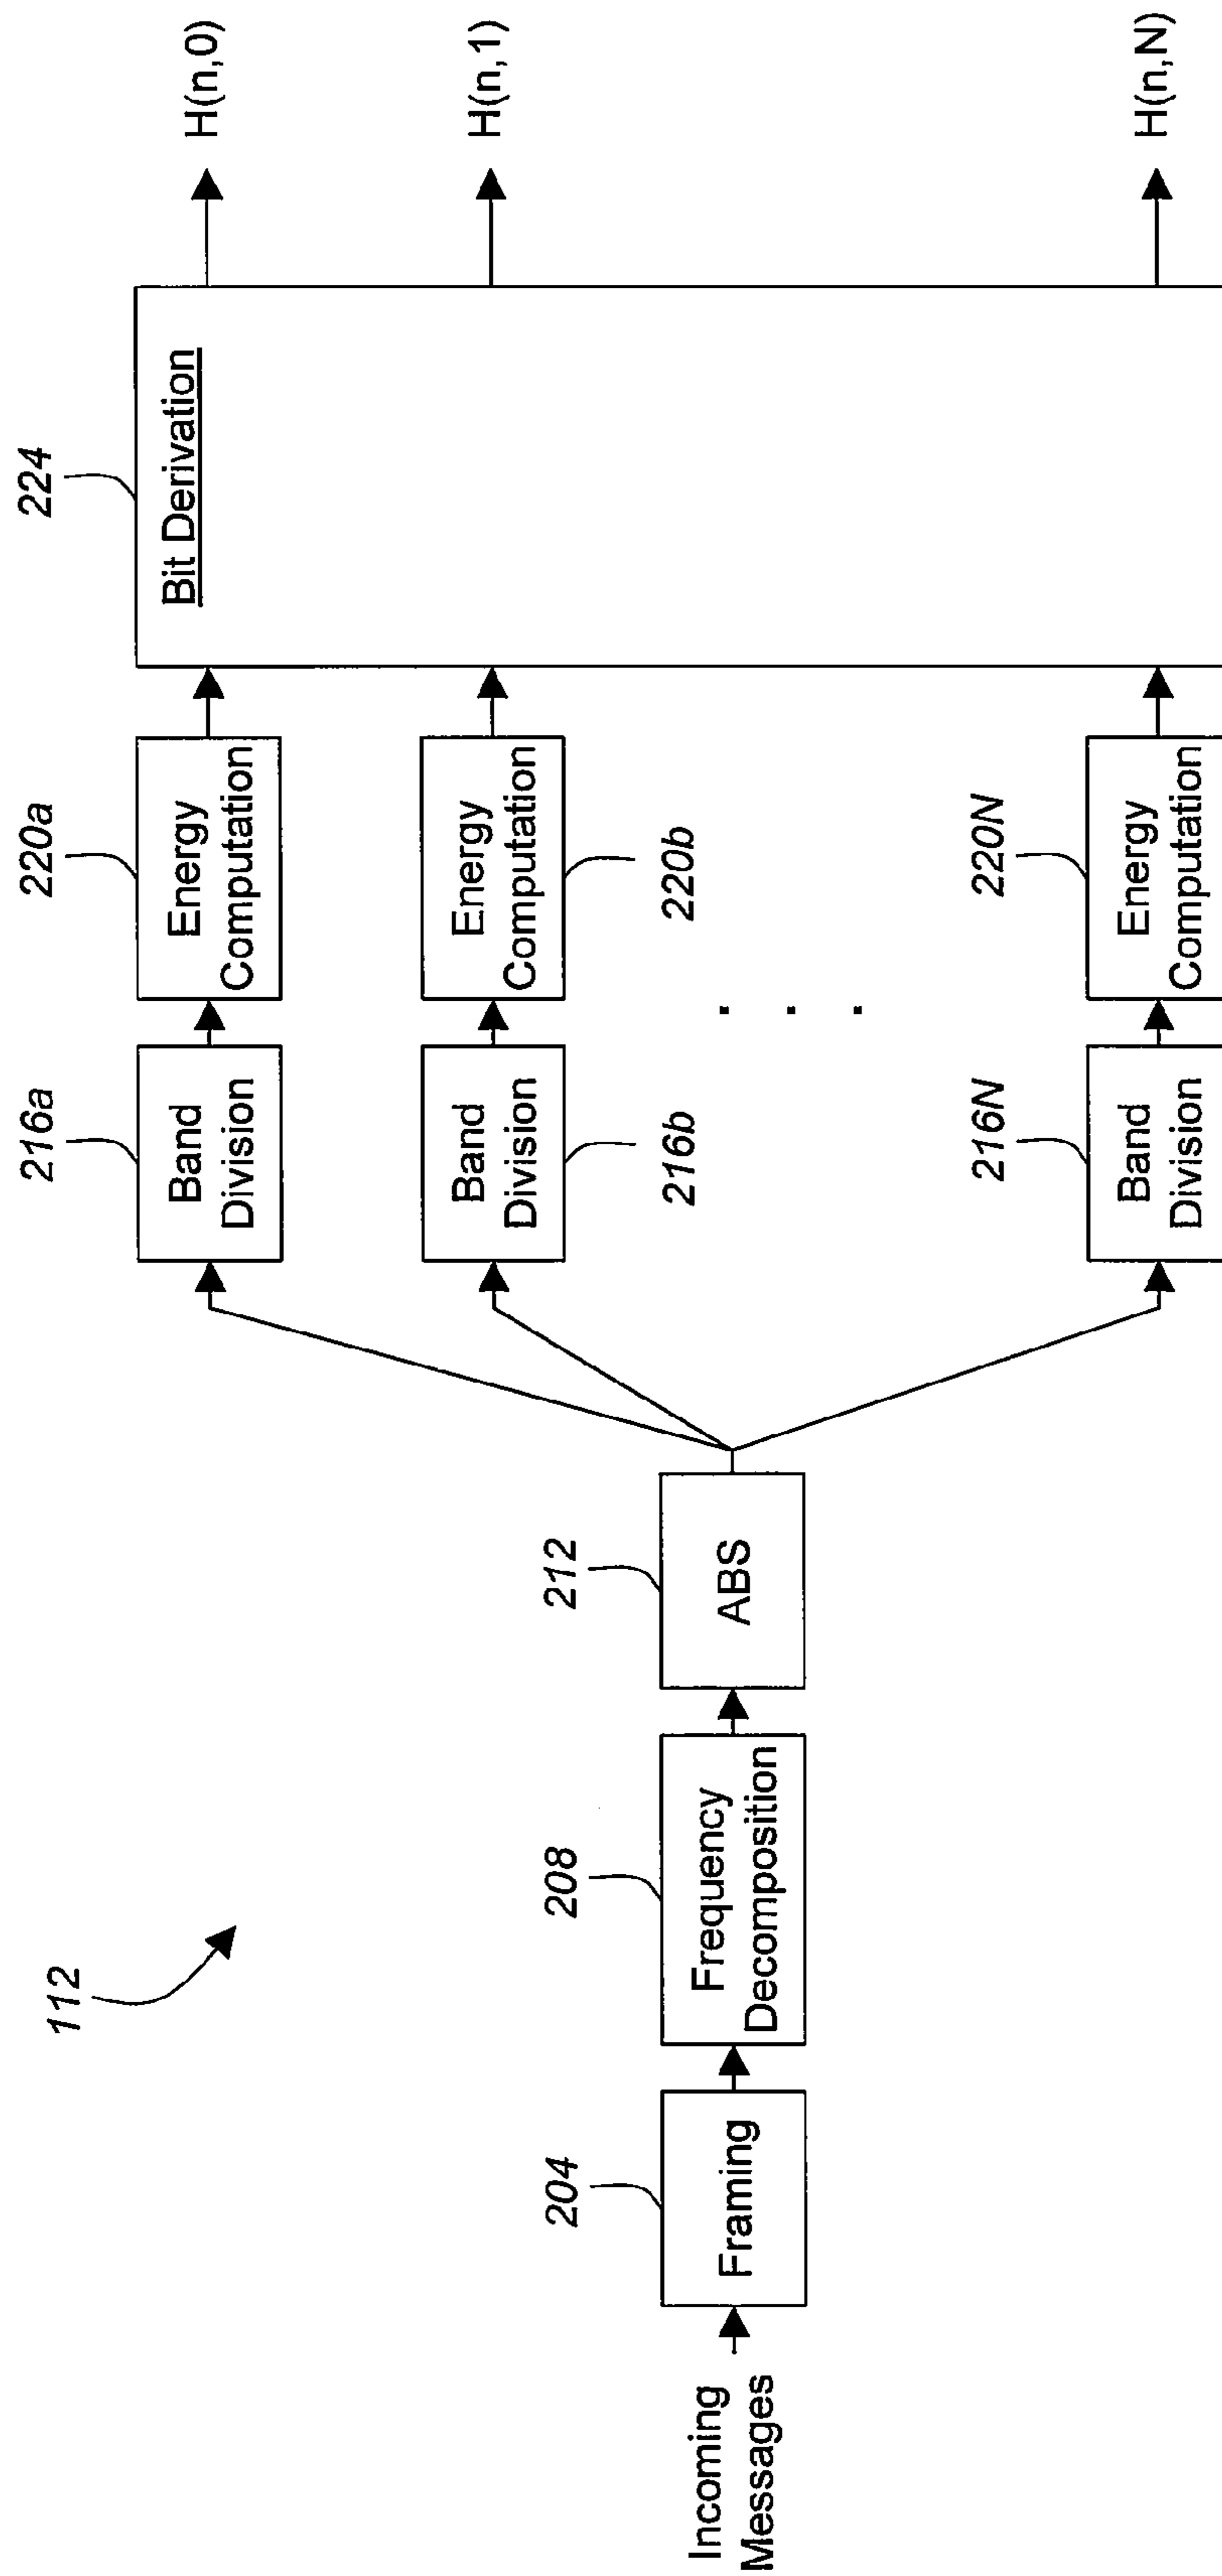 112
Incoming
Messages
204
Framing
208
Frequency
Decomposition
212
ABS
216a
Band
Division
220a
Energy
Computation
216b
Band
Division
220b
Energy
Computation
. . .
216N
Band
Division
220N
Energy
Computation
224
Bit Derivation
H(n,0)
H(n,1)
H(n,N)